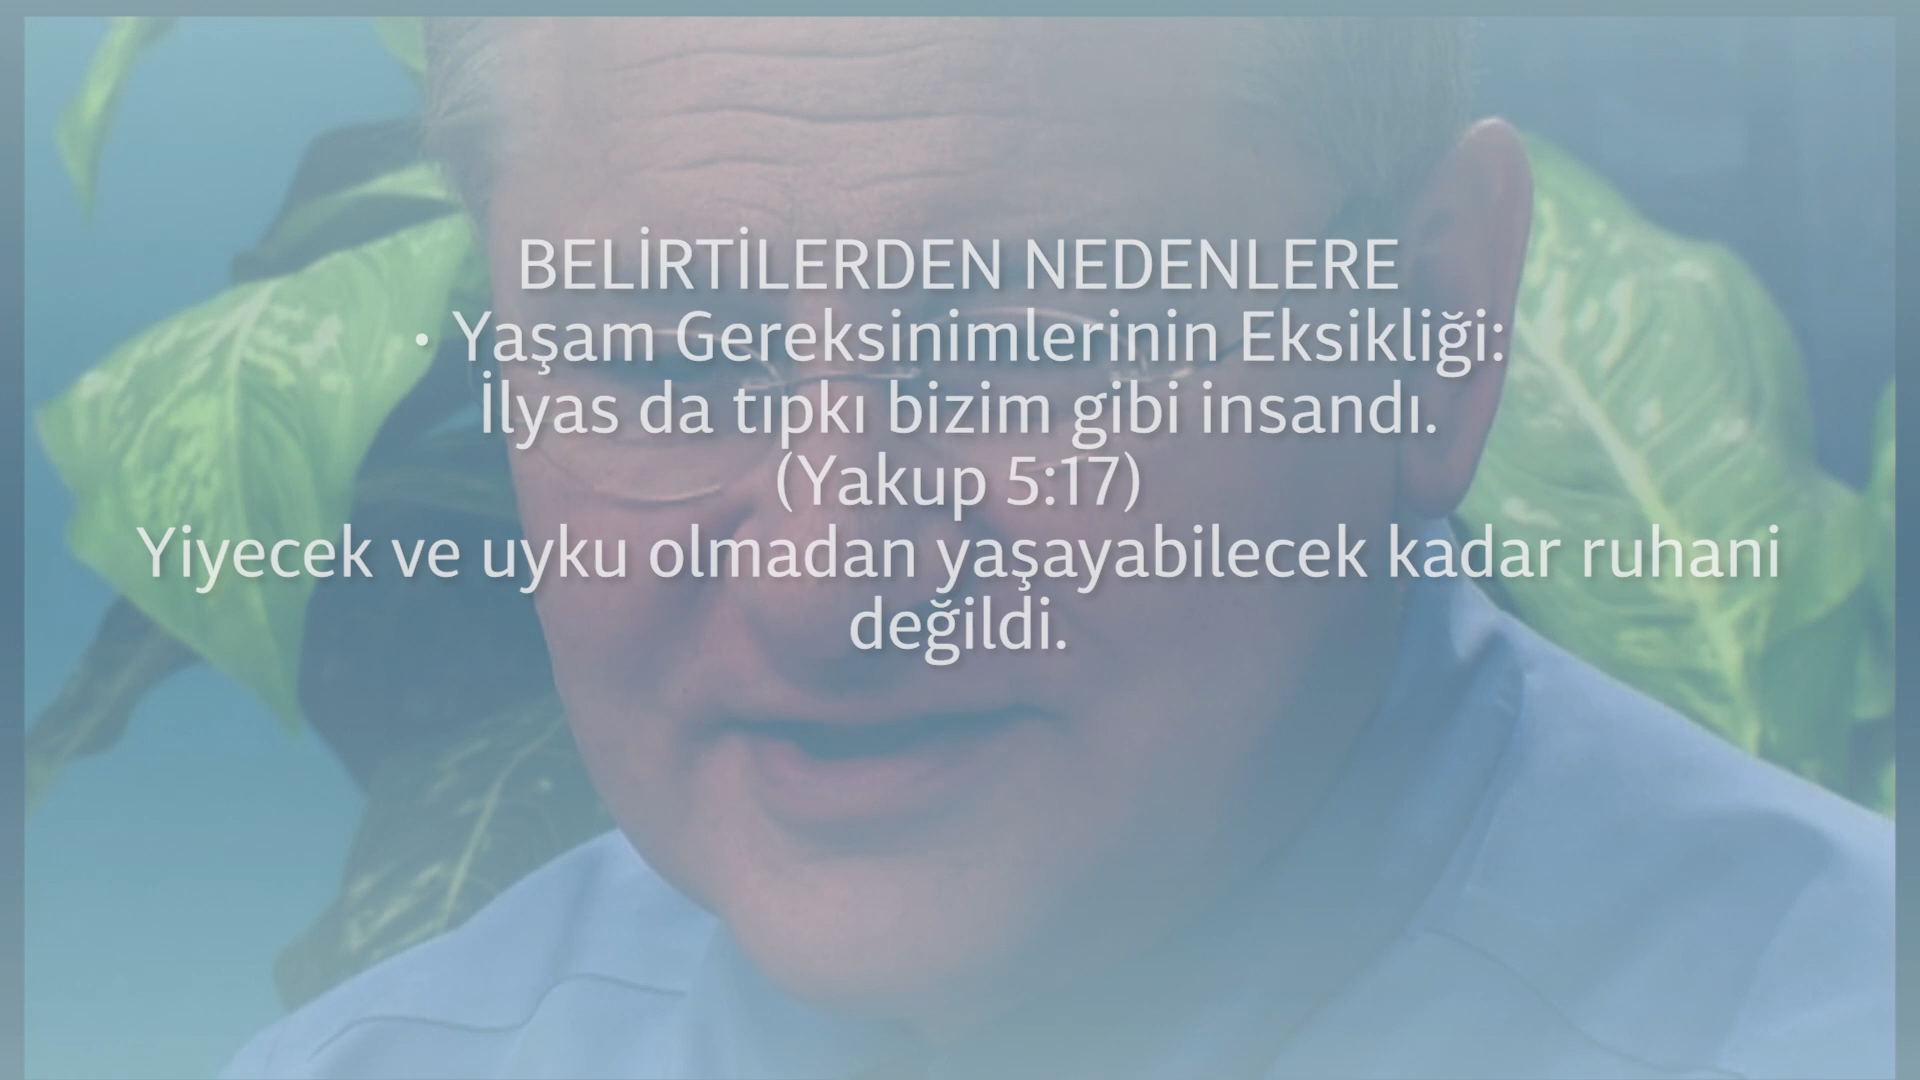 BELİRTİLERDEN NEDENLERE
• Yaşam Gereksinimlerinin Eksikliği:
İlyas da tıpkı bizim gibi insandı.
(Yakup 5:17)
Yiyecek ve uyku olmadan yaşayabilecek kadar ruhani
değildi.